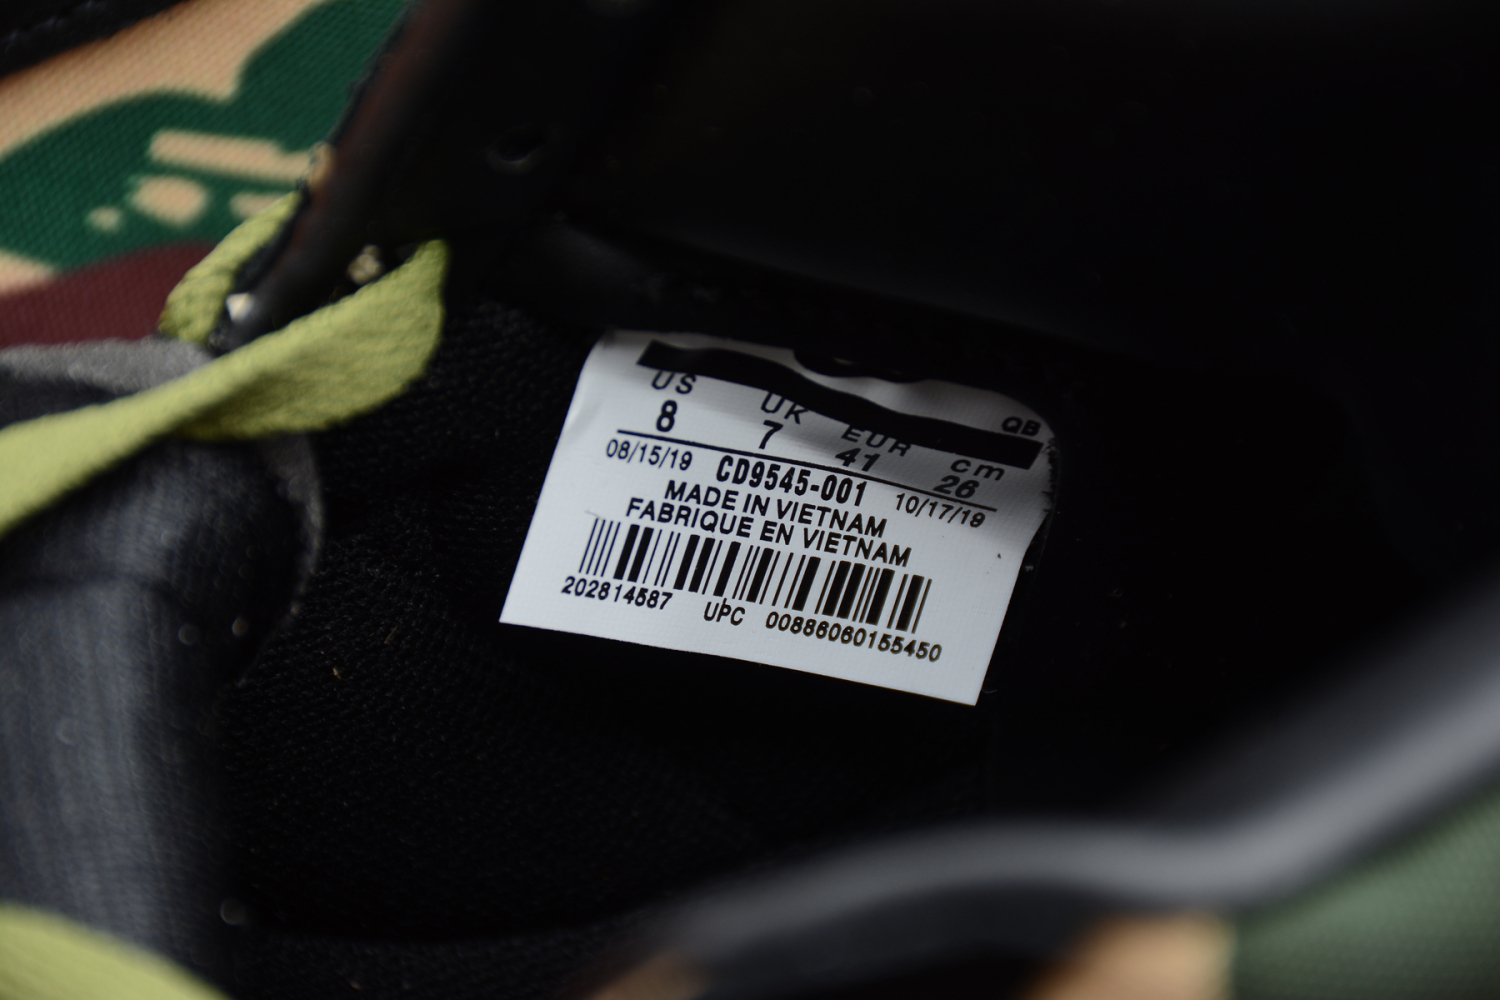 QB
US UK EUR cm
8 7 41 26
08/15/19 CD9545-001 10/17/19
MADE IN VIETNAM
FABRIQUE EN VIETNAM
202814587 UPC 00886060155450